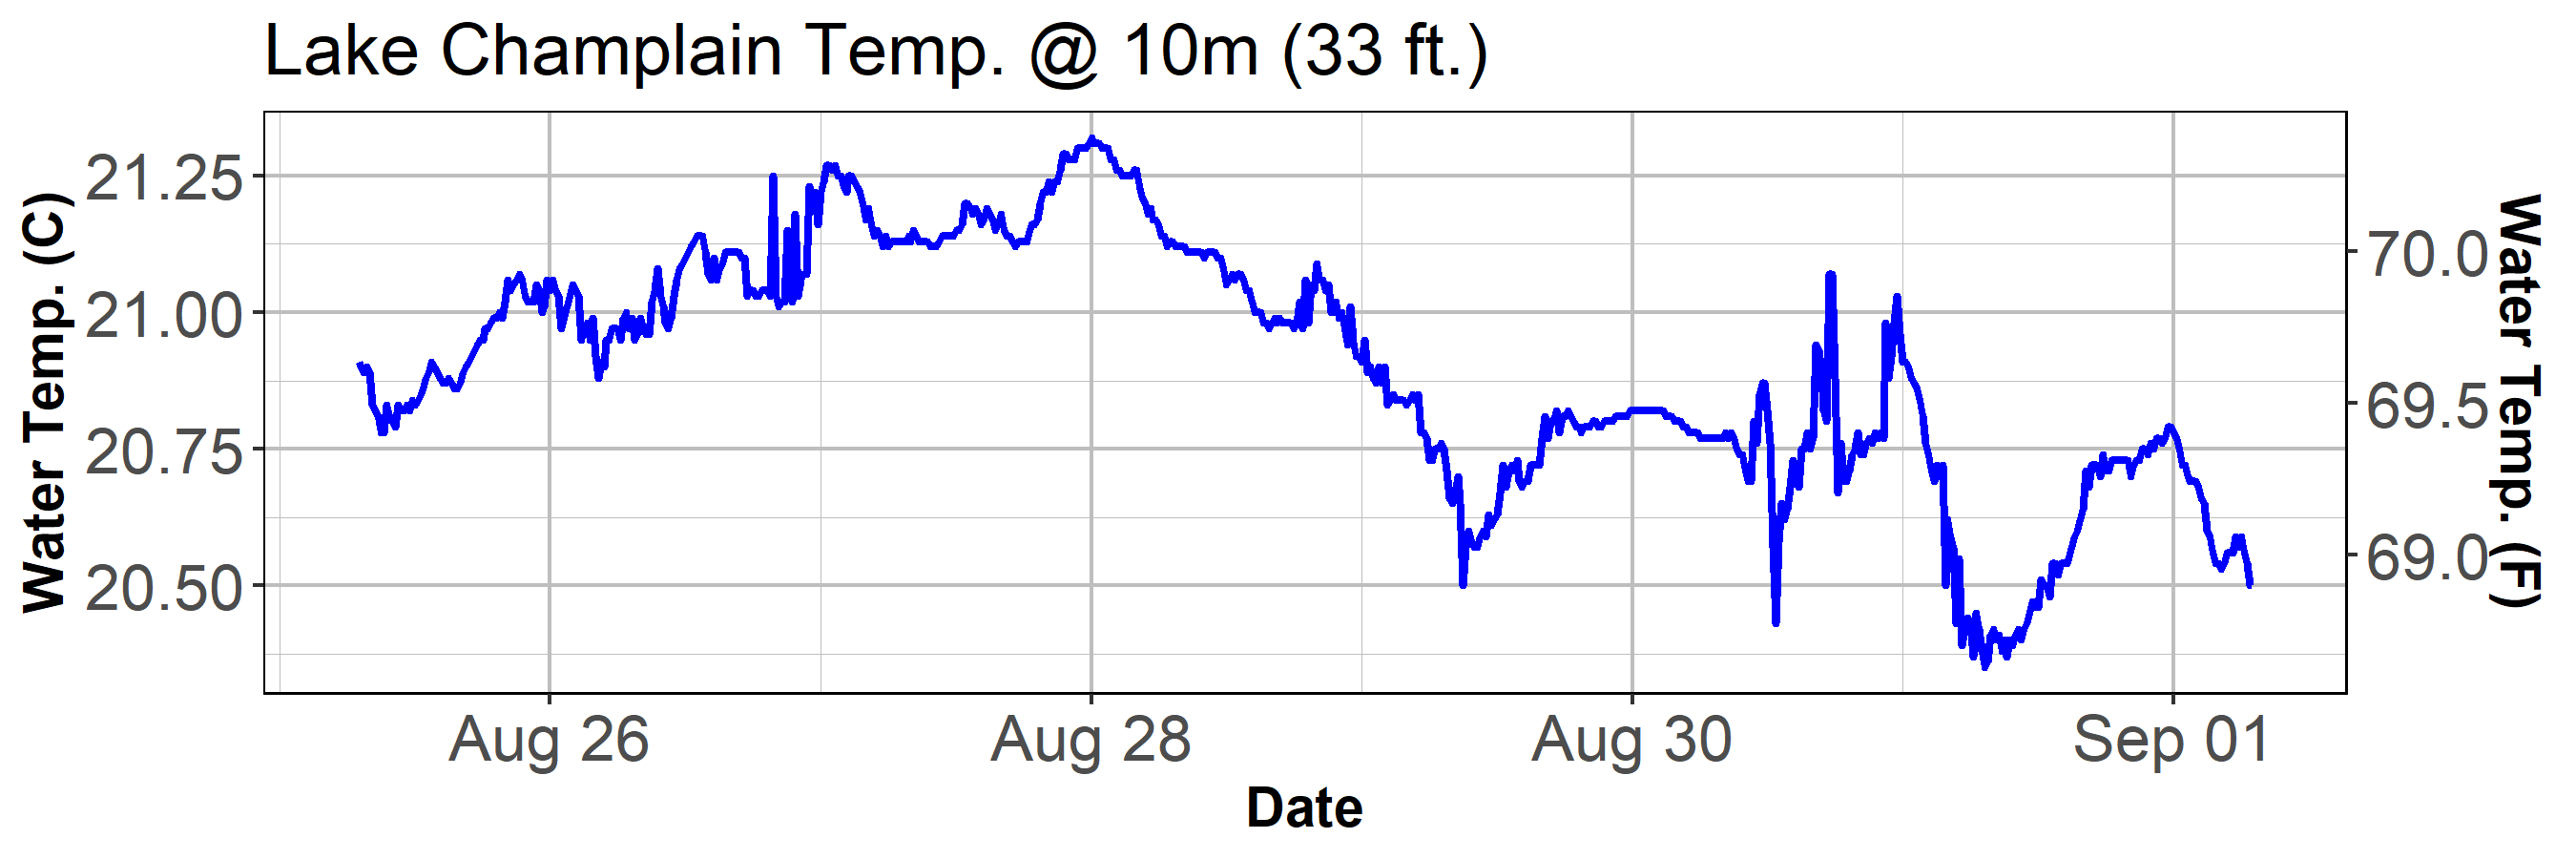 Lake Champlain Temp. @ 10m (33 ft.)
Water Temp. (C)
21.25
21.00
20.75
20.50
70.0
69.5
69.0
Water Temp. (F)
Aug 26
Aug 28
Aug 30
Sep 01
Date